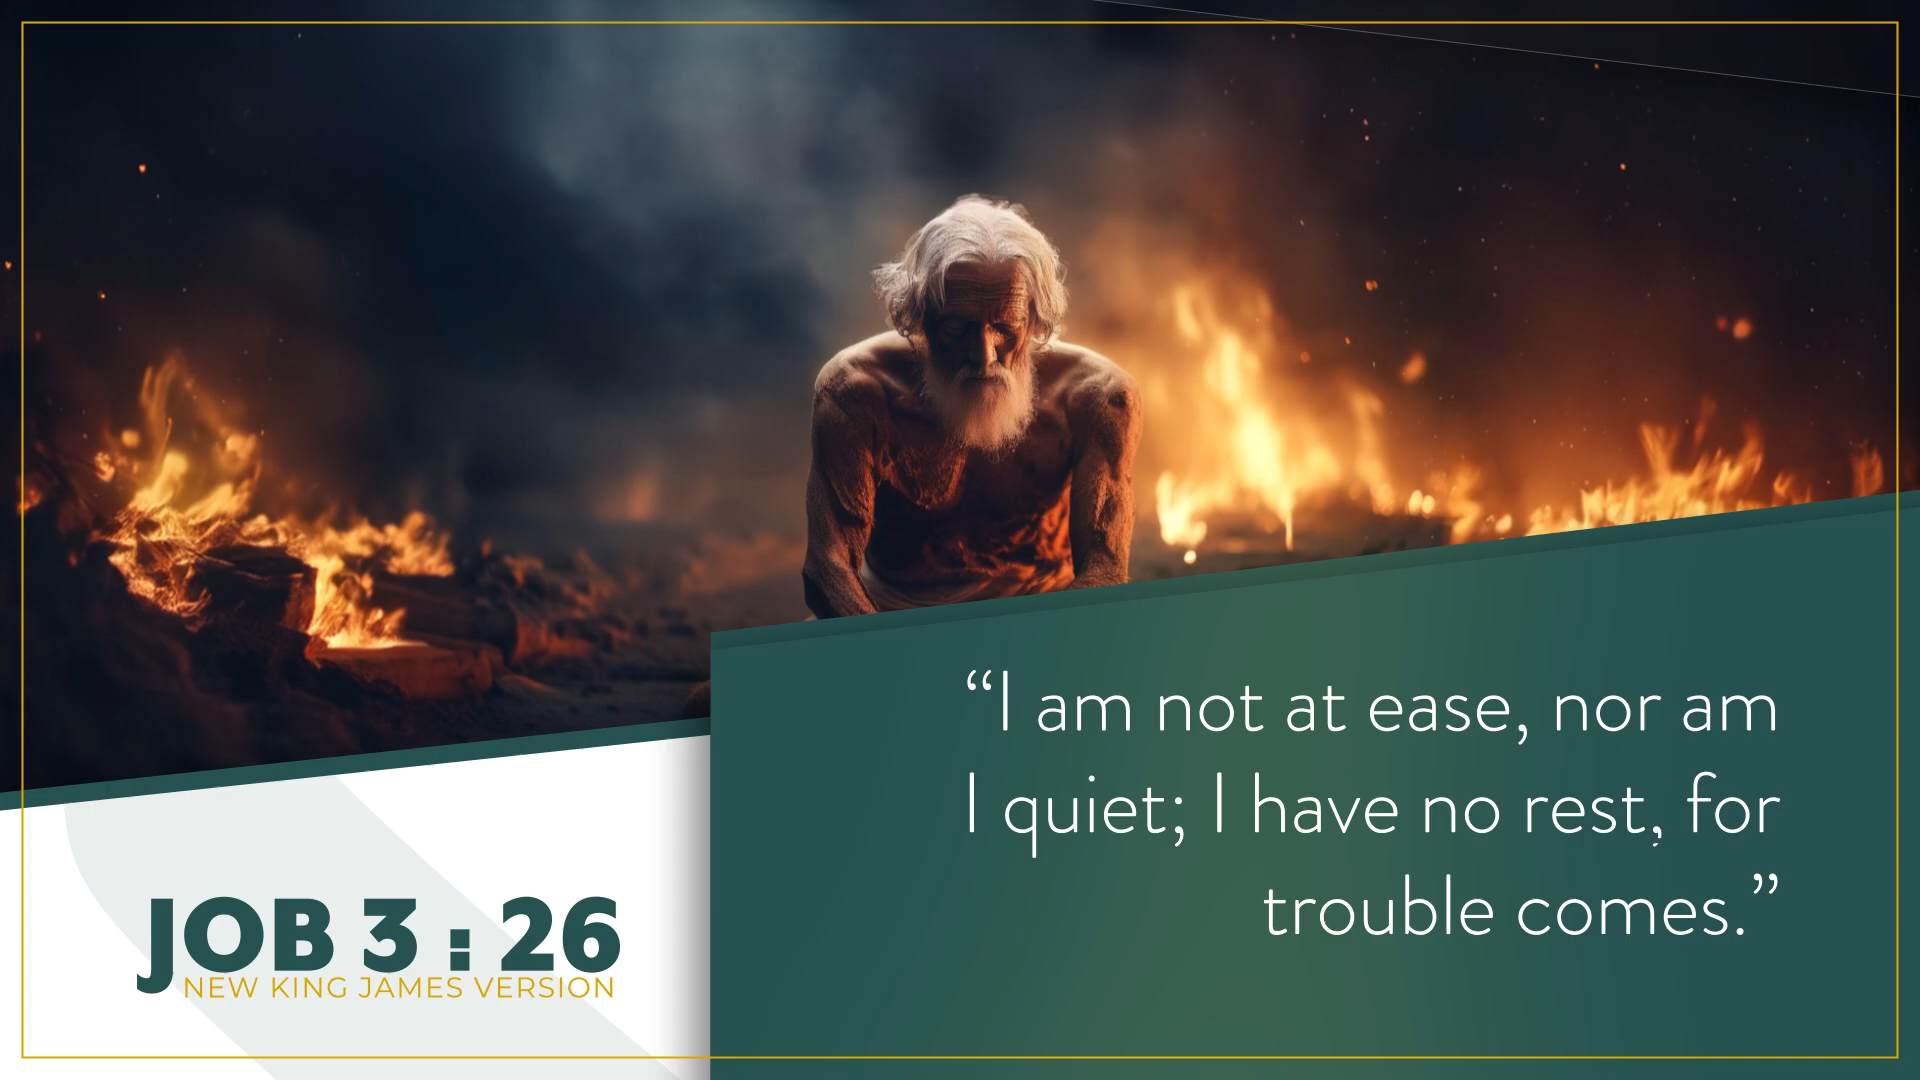 “I am not at ease, nor am
I quiet; I have no rest, for
trouble comes.”
JOB 3 : 26
NEW KING JAMES VERSION